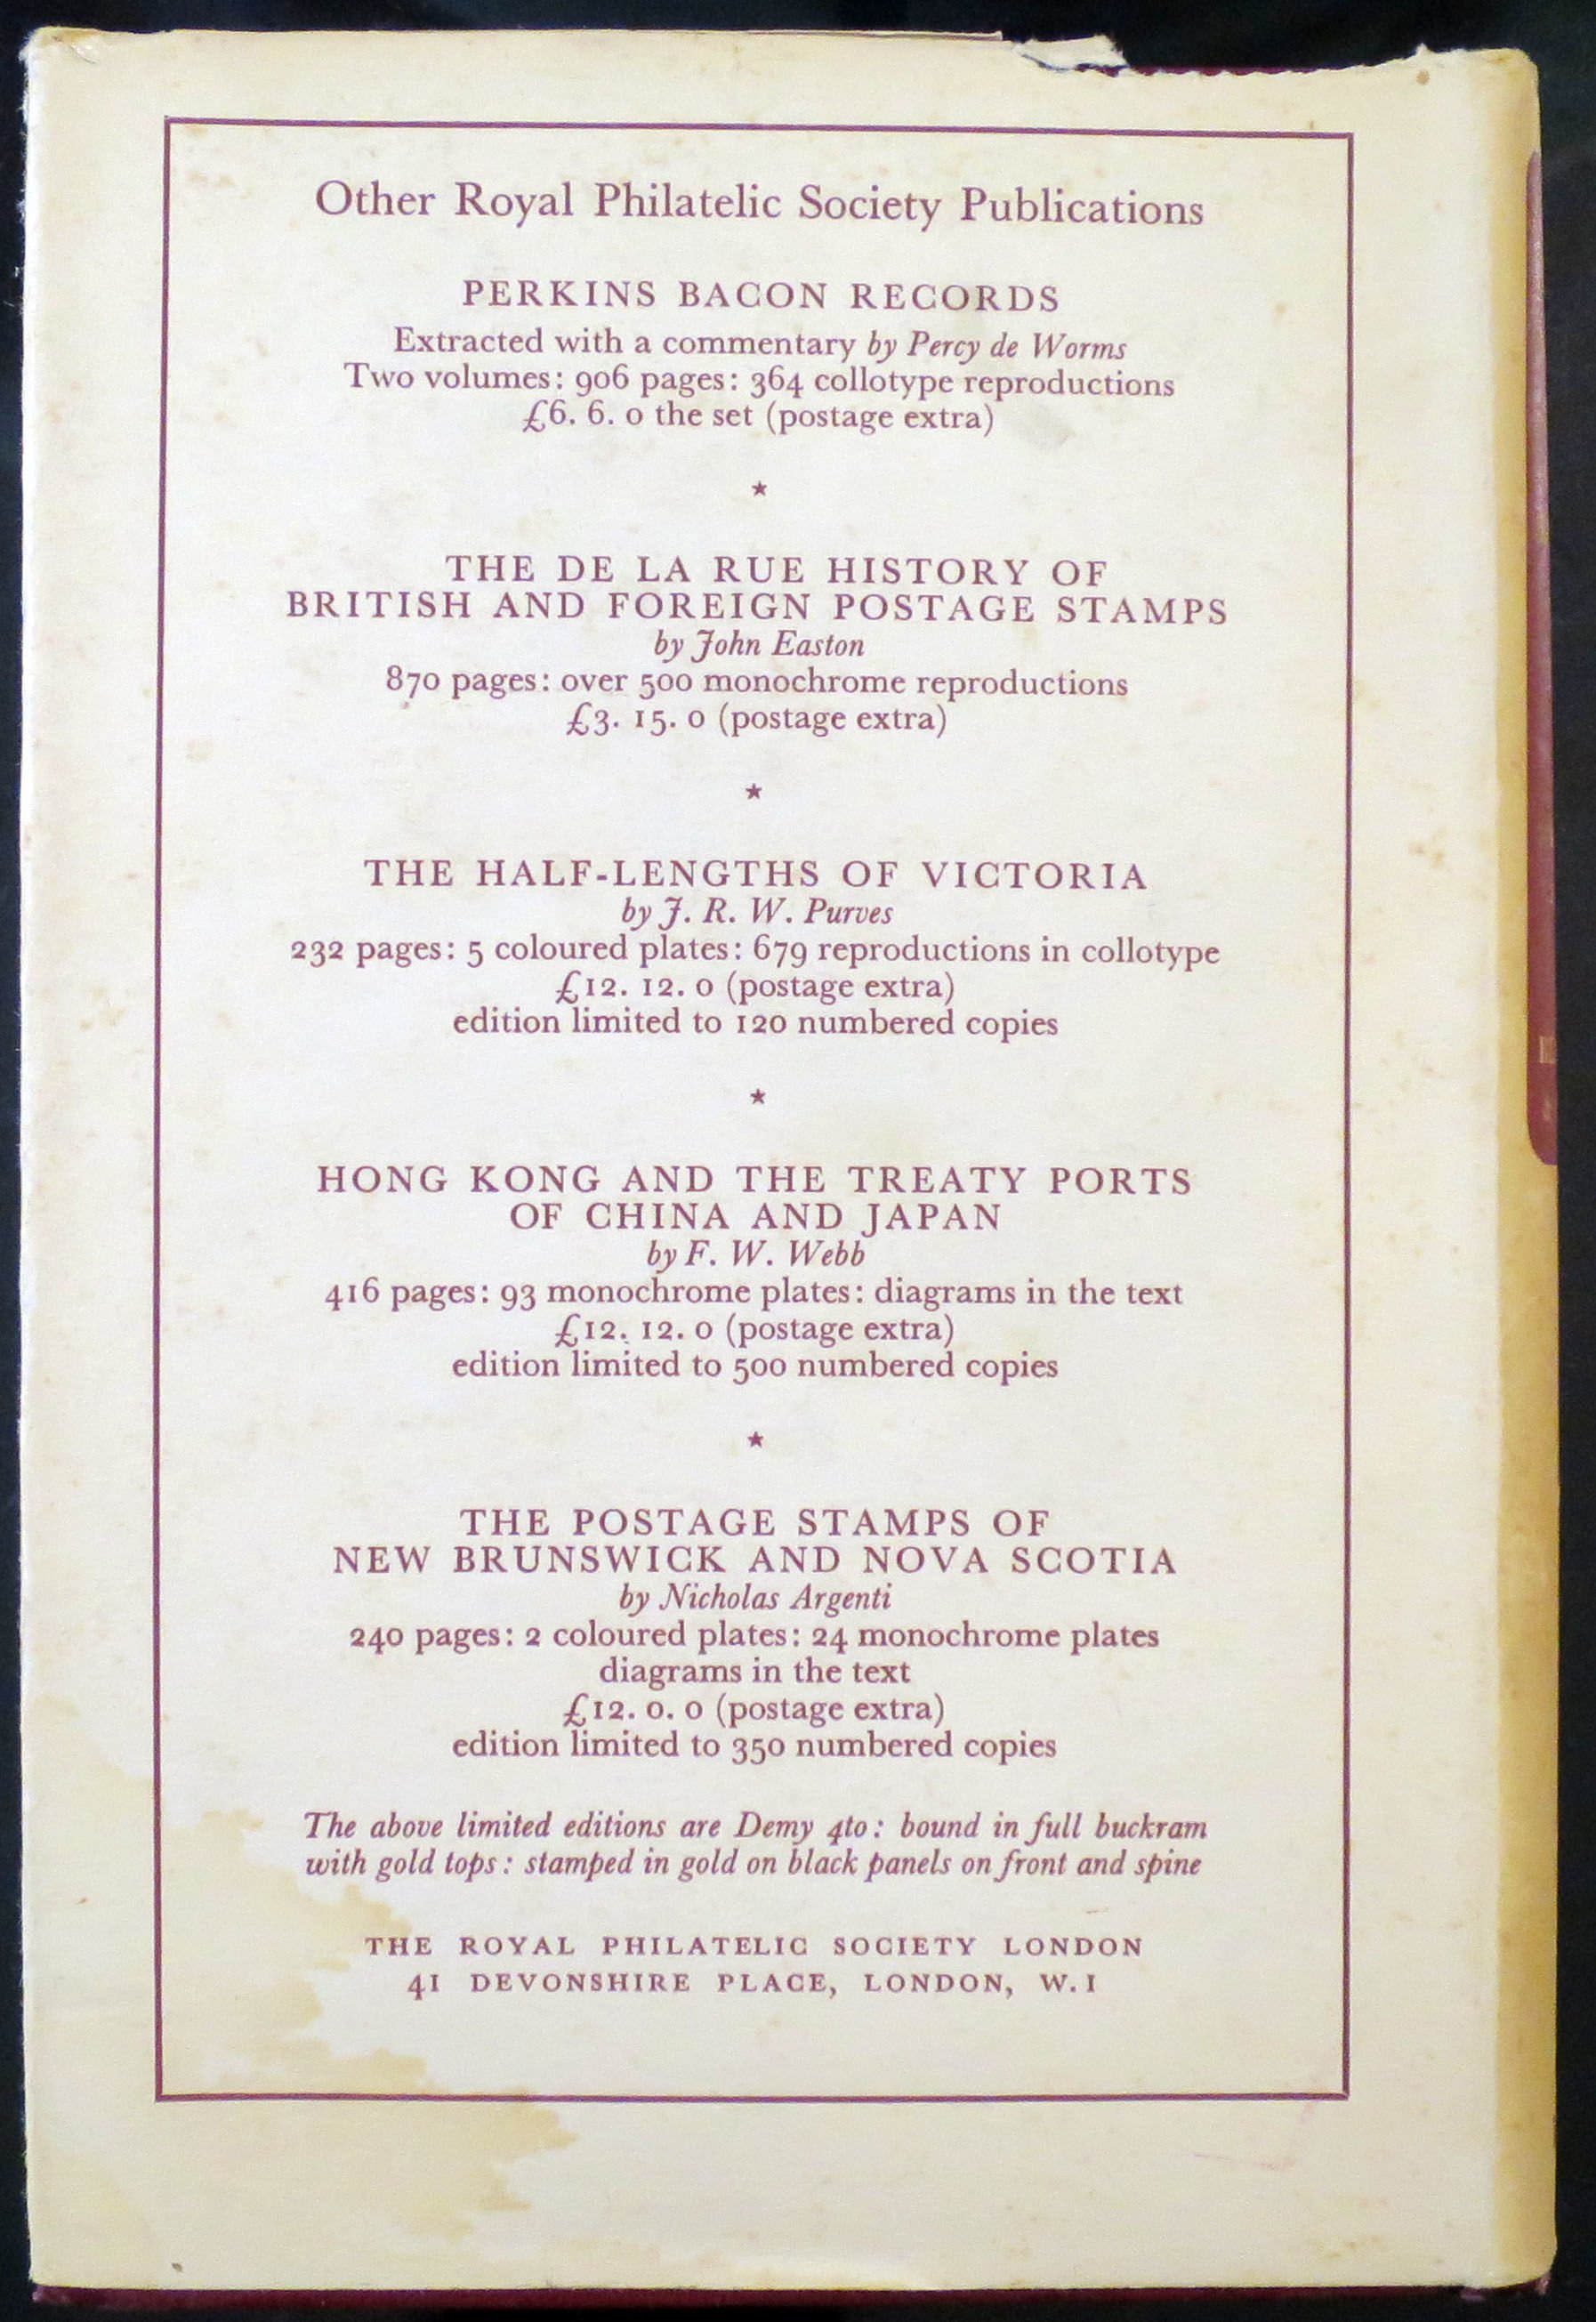 Other Royal Philatelic Society Publications
PERKINS BACON RECORDS
Extracted with a commentary by Percy de Worms
Two volumes: 906 pages: 364 collotype reproductions
£6. 6. 0 the set (postage extra)
★
THE DE LA RUE HISTORY OF
BRITISH AND FOREIGN POSTAGE STAMPS
by John Easton
870 pages: over 500 monochrome reproductions
£3. 15. 0 (postage extra)
★
THE HALF-LENGTHS OF VICTORIA
by J. R. W. Purves
232 pages: 5 coloured plates: 679 reproductions in collotype
£12. 12. 0 (postage extra)
edition limited to 120 numbered copies
★
HONG KONG AND THE TREATY PORTS
OF CHINA AND JAPAN
by F. W. Webb
416 pages: 93 monochrome plates: diagrams in the text
£12. 12. 0 (postage extra)
edition limited to 500 numbered copies
★
THE POSTAGE STAMPS OF
NEW BRUNSWICK AND NOVA SCOTIA
by Nicholas Argenti
240 pages: 2 coloured plates: 24 monochrome plates
diagrams in the text
£12. 0. 0 (postage extra)
edition limited to 350 numbered copies
The above limited editions are Demy 4to: bound in full buckram
with gold tops: stamped in gold on black panels on front and spine
THE ROYAL PHILATELIC SOCIETY LONDON
41 DEVONSHIRE PLACE, LONDON, W.1